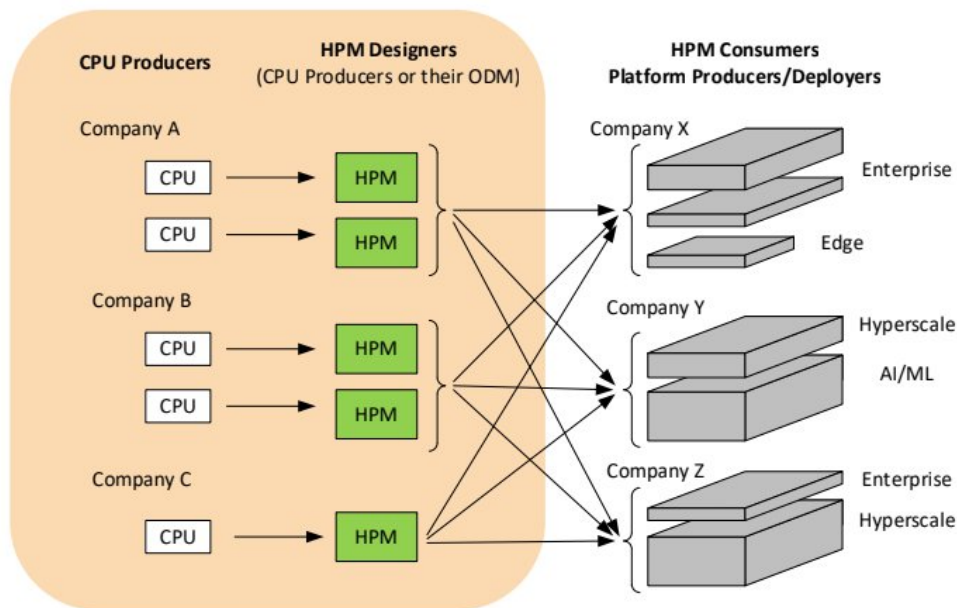 CPU Producers
HPM Designers
(CPU Producers or their ODM)
HPM Consumers
Platform Producers/Deployers
Company A
CPU
HPM
CPU
HPM
Company B
CPU
HPM
CPU
HPM
Company C
CPU
HPM
Company X
Enterprise
Edge
Company Y
Hyperscale
AI/ML
Company Z
Enterprise
Hyperscale